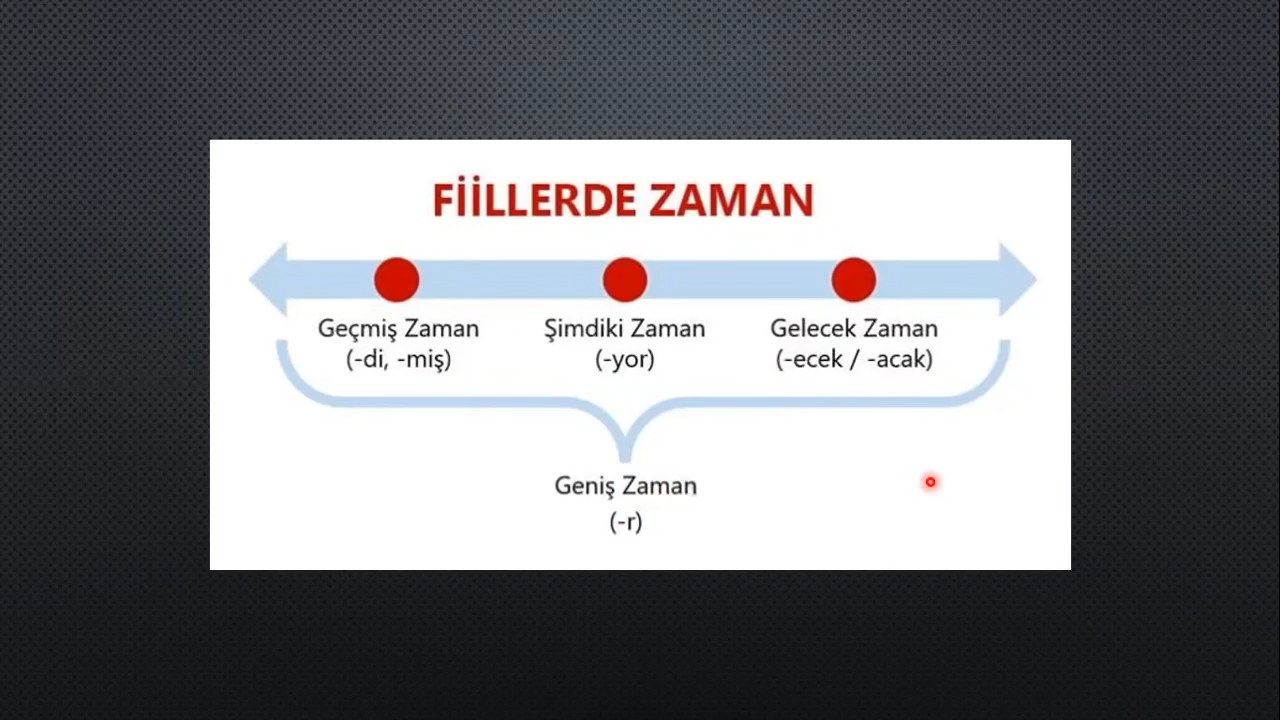 FİİLLERDE ZAMAN
Geçmiş Zaman
(-di, -miş)
Şimdiki Zaman
(-yor)
Gelecek Zaman
(-ecek / -acak)
Geniş Zaman
(-r)